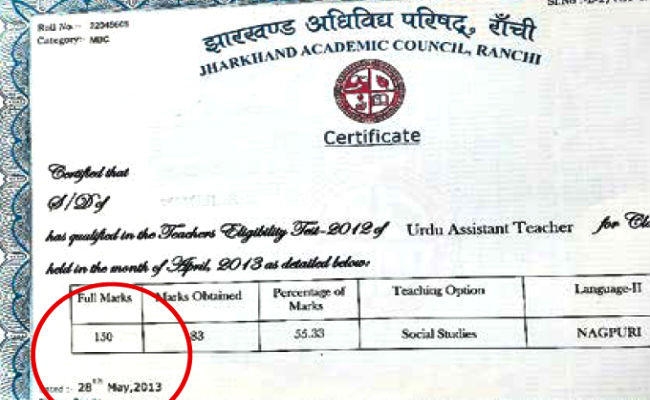 Roll No :- 22045605
Category:- MBC
झारखण्ड अधिविद्य परिषद्, राँची
JHARKHAND ACADEMIC COUNCIL, RANCHI
Certificate
Certified that
S/D of
has qualified in the Teachers Eligibility Test-2012 of Urdu Assistant Teacher for
held in the month of April, 2013 as detailed below:
Full Marks Marks Obtained Percentage of Marks Teaching Option Language-II
150 83 55.33 Social Studies NAGPURI
28th May,2013